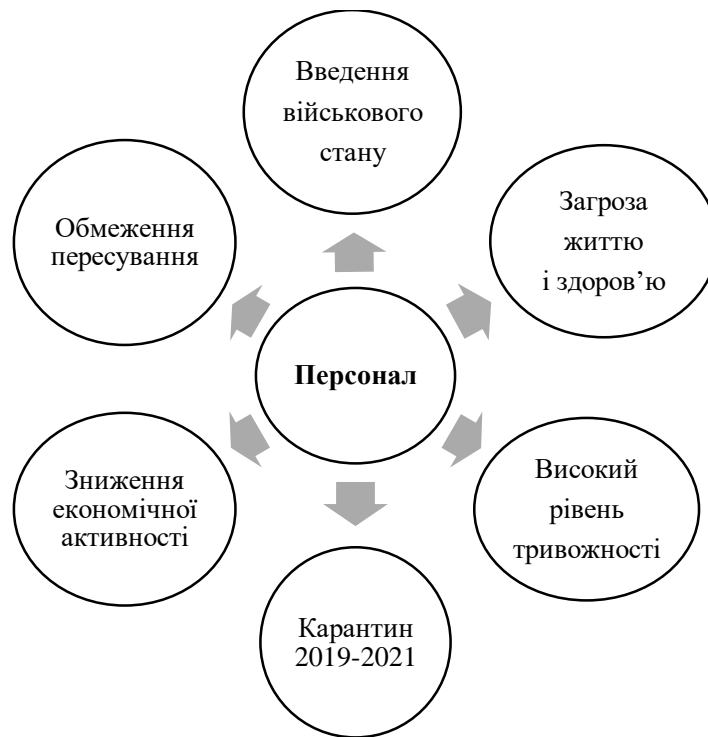 Введення
військового
стану
Загроза
життю
і здоров’ю
Високий
рівень
тривожності
Карантин
2019-2021
Зниження
економічної
активності
Обмеження
пересування
Персонал